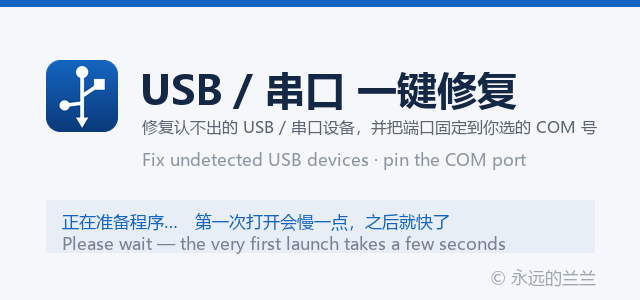 USB / 串口 一键修复
修复认不出的 USB / 串口设备，并把端口固定到你选的 COM 号
Fix undetected USB devices · pin the COM port
正在准备程序... 第一次打开会慢一点，之后就快了
Please wait — the very first launch takes a few seconds
© 永远的兰兰